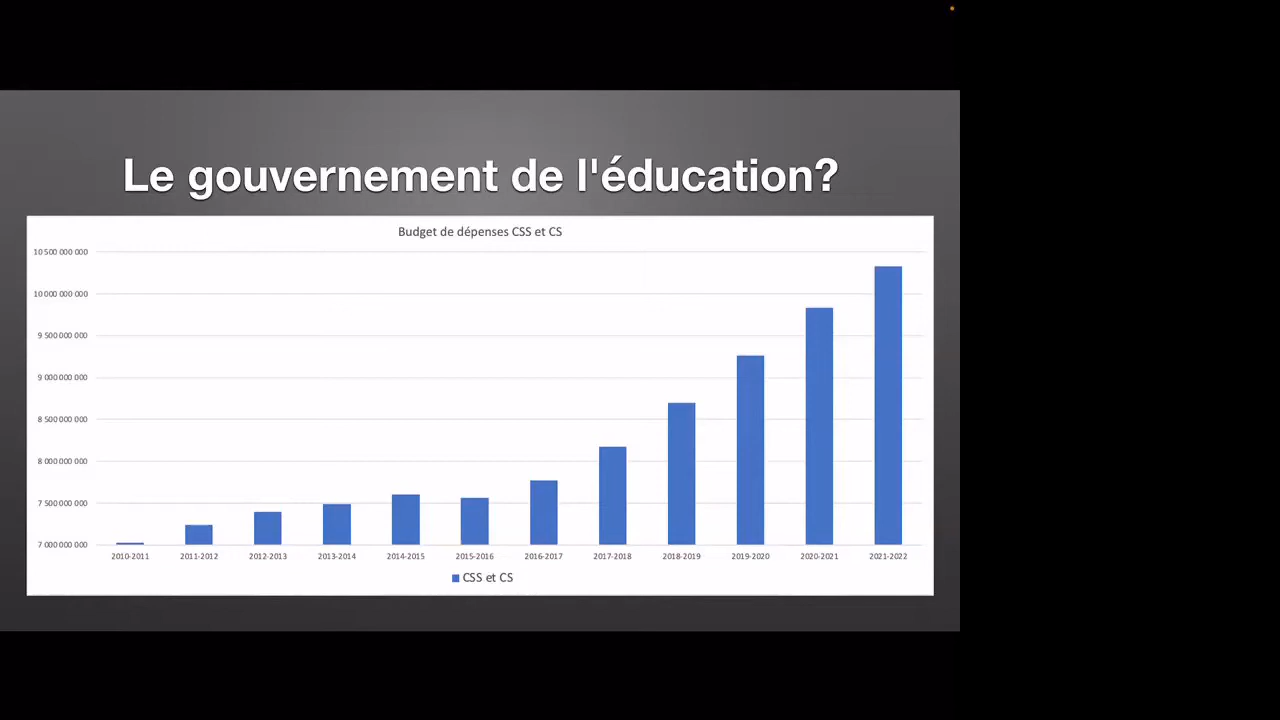 Le gouvernement de l'éducation?
Budget de dépenses CSS et CS
10 500 000 000
10 000 000 000
9 500 000 000
9 000 000 000
8 500 000 000
8 000 000 000
7 500 000 000
7 000 000 000
2010-2011 2011-2012 2012-2013 2013-2014 2014-2015 2015-2016 2016-2017 2017-2018 2018-2019 2019-2020 2020-2021 2021-2022
CSS et CS